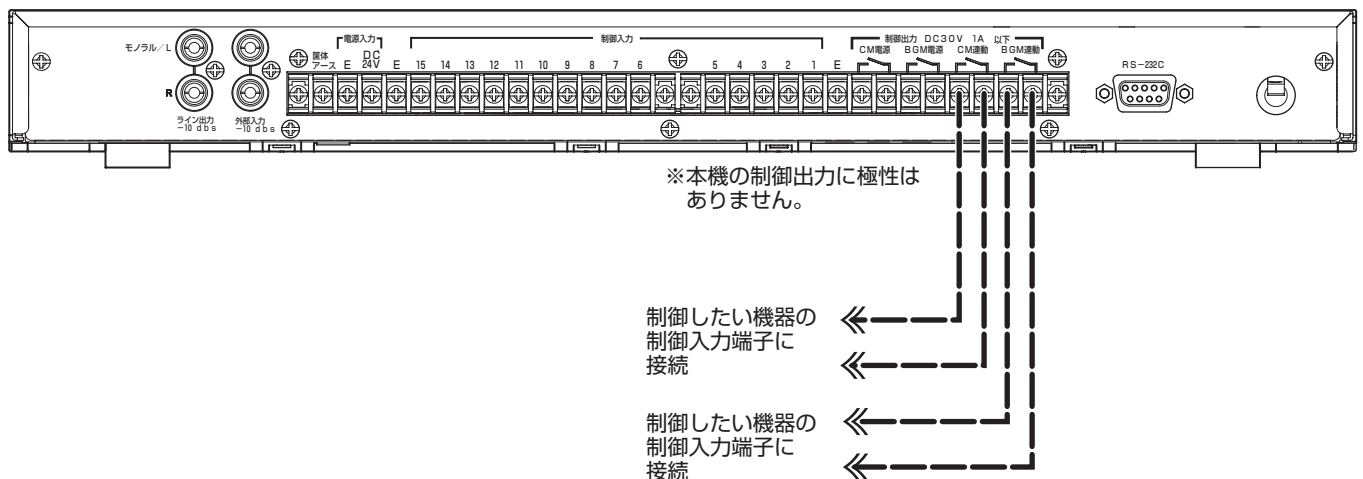 モノラル／L
R
ライン出力
−10 dbs
外部入力
−10 dbs
筐体
アース
電源入力
E
DC
24V
制御入力
E 15 14 13 12 11 10 9 8 7 6 5 4 3 2 1 E
制御出力 DC30V 1A 以下
CM電源 BGM電源 CM連動 BGM連動
RS−232C
※本機の制御出力に極性は
ありません。
制御したい機器の
制御入力端子に
接続
制御したい機器の
制御入力端子に
接続